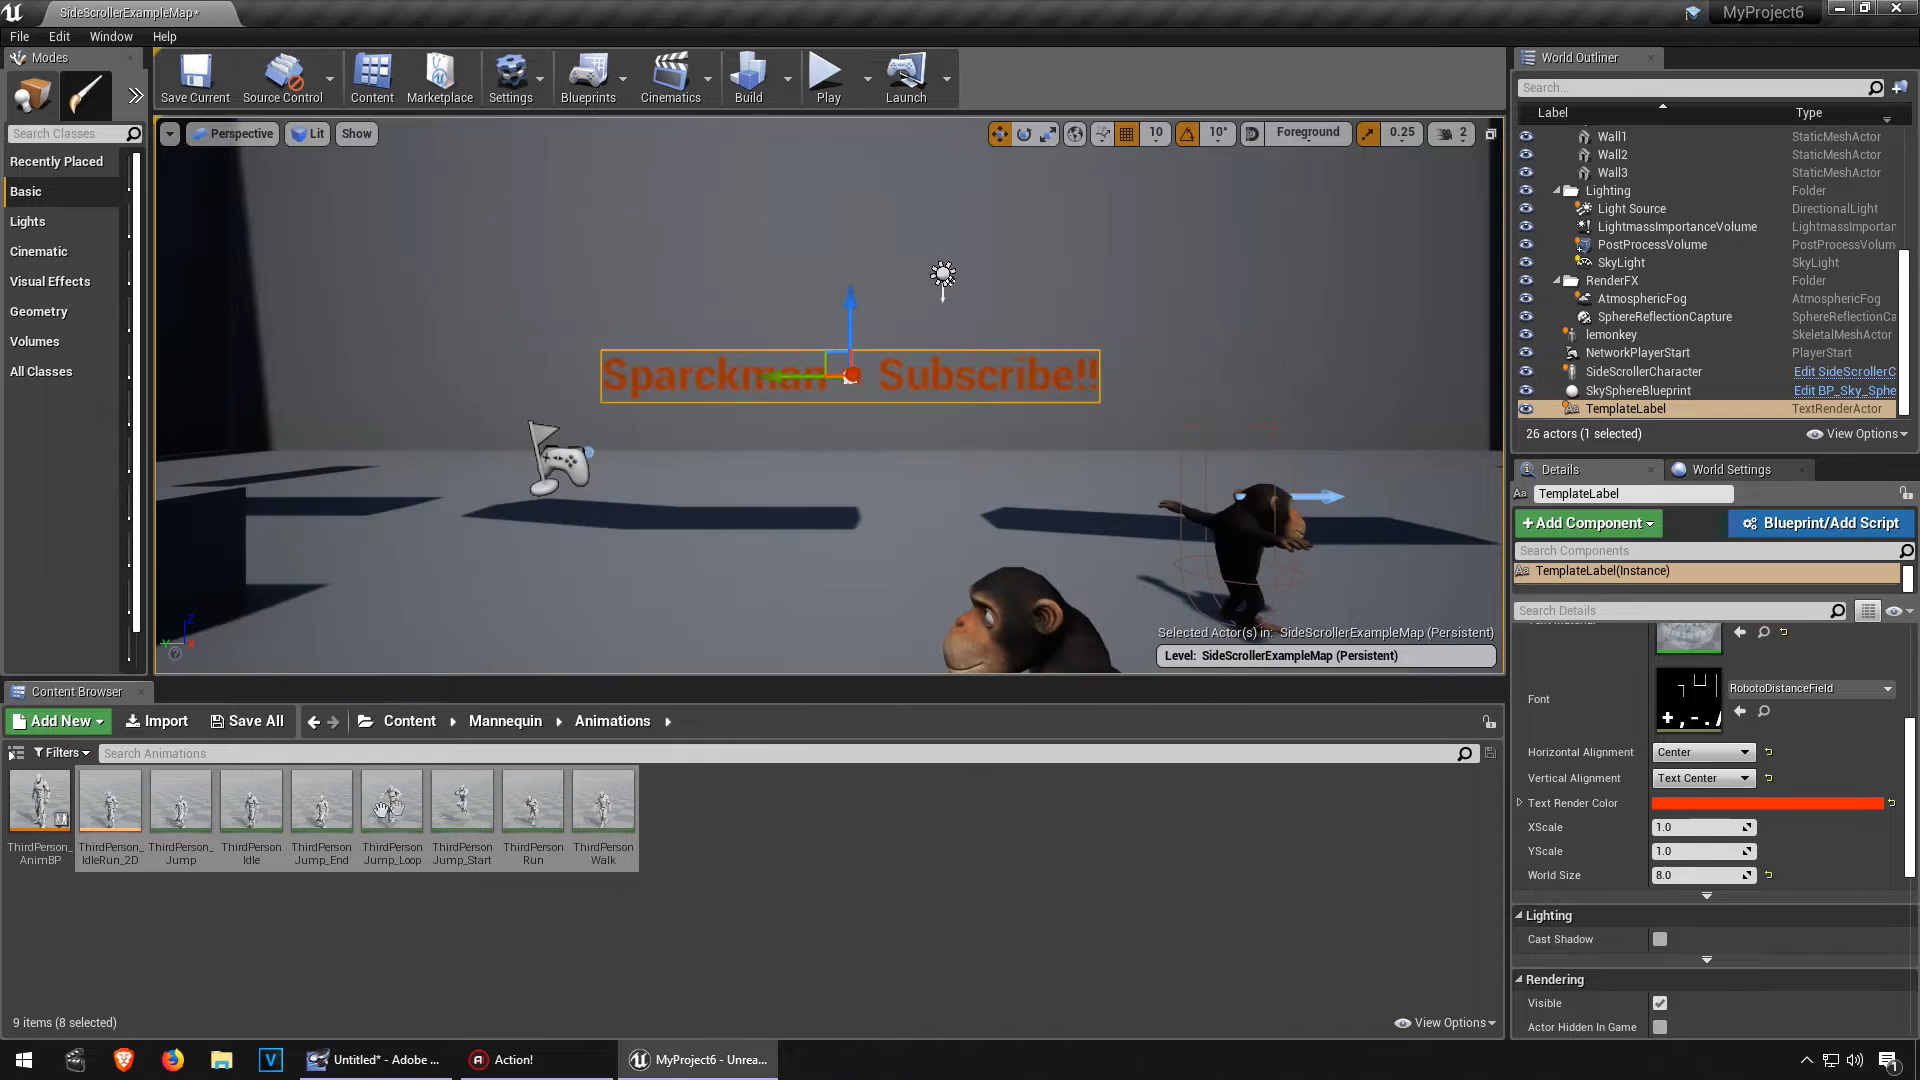 SideScrollerExampleMap*
MyProject6
File Edit Window Help
Modes
Save Current
Source Control
Content
Marketplace
Settings
Blueprints
Cinematics
Build
Play
Launch
Search Classes
Recently Placed
Basic
Lights
Cinematic
Visual Effects
Geometry
Volumes
All Classes
Perspective
Lit
Show
10
10°
Foreground
0.25
2
Subscribe!!
Selected Actor(s) in: SideScrollerExampleMap (Persistent)
Level: SideScrollerExampleMap (Persistent)
World Outliner
Search...
Label Type
Wall1 StaticMeshActor
Wall2 StaticMeshActor
Wall3 StaticMeshActor
Lighting Folder
Light Source DirectionalLight
LightmassImportanceVolume LightmassImportan
PostProcessVolume PostProcessVolum
SkyLight SkyLight
RenderFX Folder
AtmosphericFog AtmosphericFog
SphereReflectionCapture SphereReflectionCa
lemonkey SkeletalMeshActor
NetworkPlayerStart PlayerStart
SideScrollerCharacter Edit SideScrollerC
SkySphereBlueprint Edit BP_Sky_Sphe
TemplateLabel TextRenderActor
26 actors (1 selected)
View Options
Details
World Settings
TemplateLabel
+Add Component
Blueprint/Add Script
Search Components
TemplateLabel(Instance)
Search Details
Font
RobotoDistanceField
Horizontal Alignment Center
Vertical Alignment Text Center
Text Render Color
XScale 1.0
YScale 1.0
World Size 8.0
Lighting
Cast Shadow
Rendering
Visible
Actor Hidden In Game
Content Browser
Add New
Import
Save All
Content
Mannequin
Animations
Filters
Search Animations
ThirdPerson_
AnimBP
ThirdPerson_
IdleRun_2D
ThirdPerson_
Jump
ThirdPerson
Idle
ThirdPerson
Jump_End
ThirdPerson
Jump_Loop
ThirdPerson
Jump_Start
ThirdPerson
Run
ThirdPerson
Walk
9 items (8 selected)
View Options
Untitled* - Adobe ...
Action!
MyProject6 - Unrea...